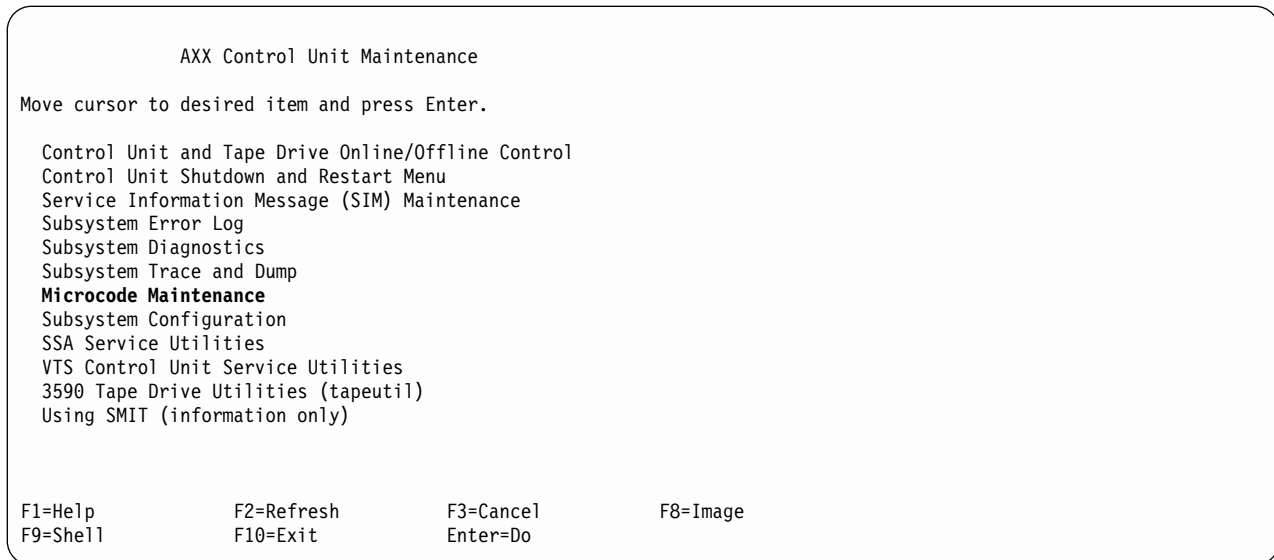 AXX Control Unit Maintenance
Move cursor to desired item and press Enter.
Control Unit and Tape Drive Online/Offline Control
Control Unit Shutdown and Restart Menu
Service Information Message (SIM) Maintenance
Subsystem Error Log
Subsystem Diagnostics
Subsystem Trace and Dump
Microcode Maintenance
Subsystem Configuration
SSA Service Utilities
VTS Control Unit Service Utilities
3590 Tape Drive Utilities (tapeutil)
Using SMIT (information only)
F1=Help F2=Refresh F3=Cancel F8=Image
F9=Shell F10=Exit Enter=Do